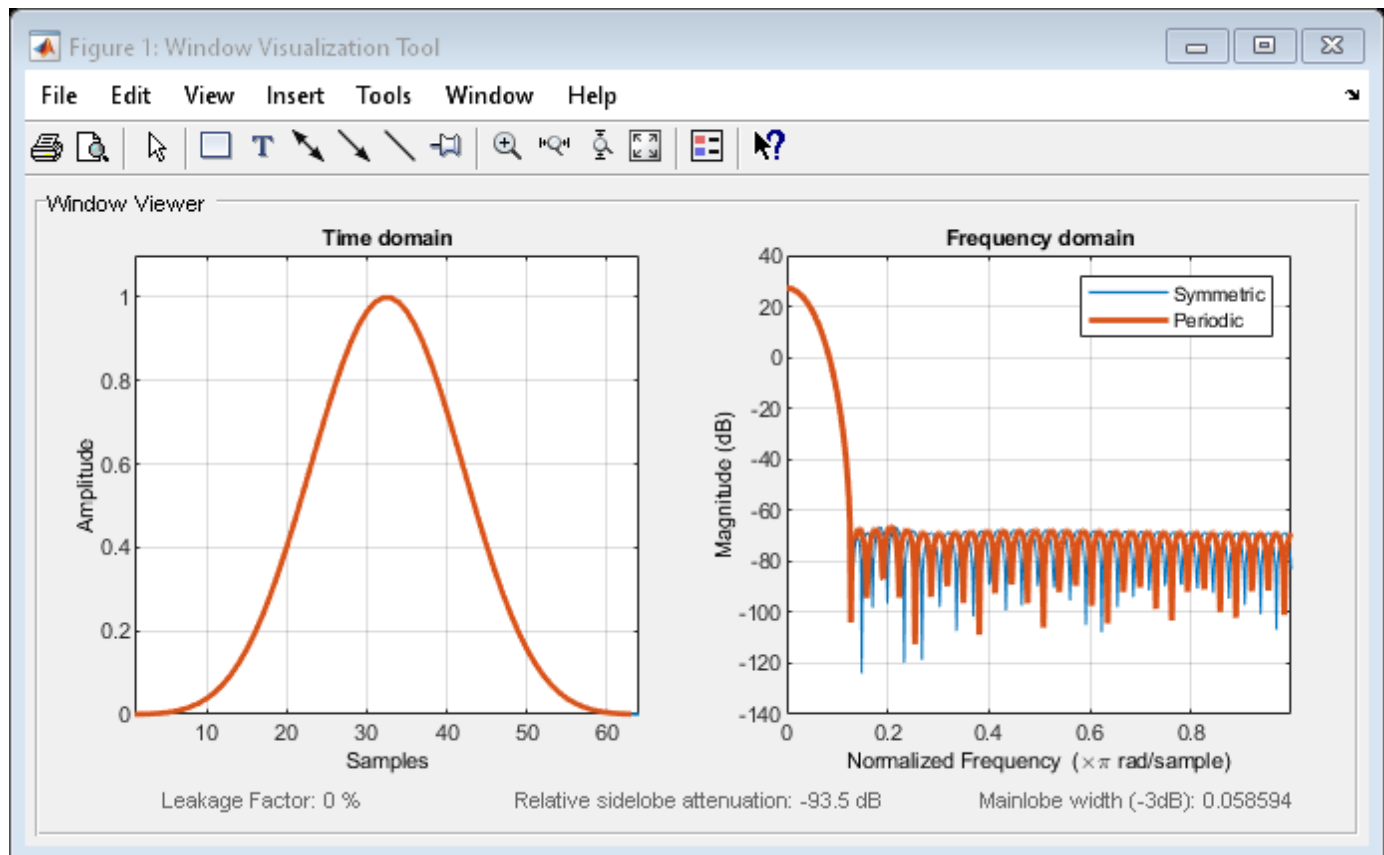 Figure 1: Window Visualization Tool
File Edit View Insert Tools Window Help
T
?
Window Viewer
Time domain
1
0.8
0.6
0.4
0.2
0
10 20 30 40 50 60
Amplitude
Samples
Frequency domain
40
20
0
-20
-40
-60
-80
-100
-120
-140
0 0.2 0.4 0.6 0.8
Magnitude (dB)
Normalized Frequency (×π rad/sample)
Symmetric
Periodic
Leakage Factor: 0 % Relative sidelobe attenuation: -93.5 dB Mainlobe width (-3dB): 0.058594